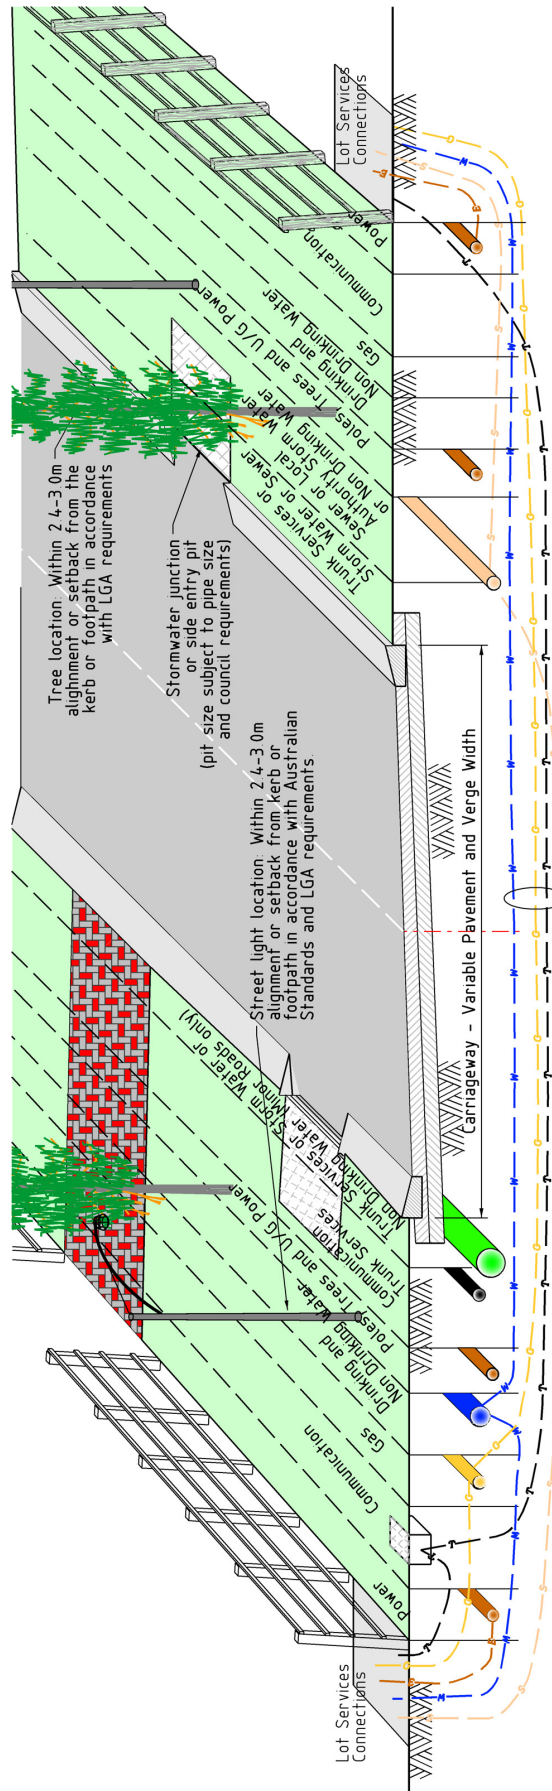 Lot Services
Connections
Power
Communication
Gas
Drinking and
Non Drinking Water
Poles, Trees and U/G Power
Communication
Trunk Services
Trunk Services or
Non Drinking Water
Storm Water or
(Minor Roads only)
Street light location: Within 2.4-3.0m
alignment or setback from kerb or
footpath in accordance with Australian
Standards and LGA requirements.
Tree location: Within 2.4-3.0m
alighnment or setback from the
kerb or footpath in accordance
with LGA requirements
Stormwater junction
or side entry pit
(pit size subject to pipe size
and council requirements)
Carriageway - Variable Pavement and Verge Width
Trunk Services or
Storm Water or Sewer
Sewer or Local
Authority Storm Water
or Non Drinking Water
Poles, Trees and U/G Power
Drinking and
Non Drinking Water
Gas
Communication
Power
Lot Services
Connections